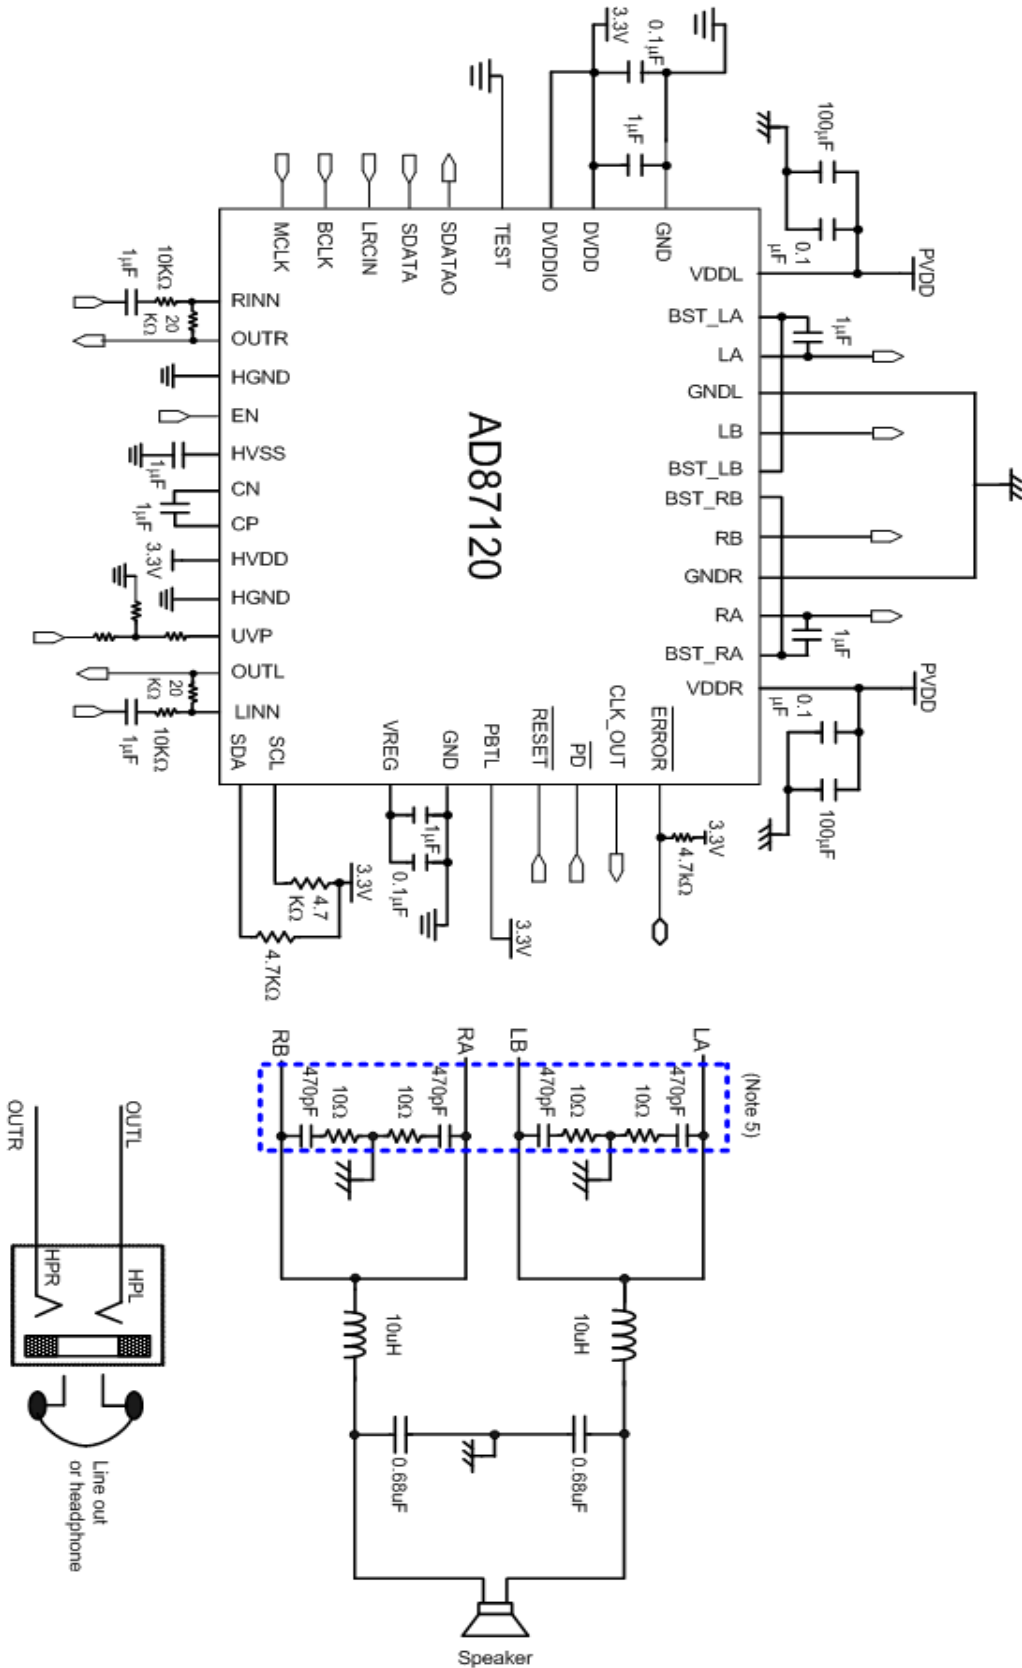 3.3V
0.1µF
1µF
100µF
0.1
µF
PVDD
MCLK
BCLK
LRCIN
SDATA
SDATAO
TEST
DVDDIO
DVDD
GND
VDDL
BST_LA
1µF
LA
GNDL
LB
BST_LB
BST_RB
RB
GNDR
RA
BST_RA
1µF
VDDR
PVDD
0.1
µF
100µF
AD87120
10KΩ
1µF
20
KΩ
RINN
OUTR
HGND
EN
HVSS
1µF
CN
CP
1µF
HVDD
3.3V
HGND
UVP
OUTL
20
KΩ
LINN
10KΩ
1µF
SDA
SCL
VREG
GND
PBTL
RESET
PD
CLK_OUT
ERROR
3.3V
4.7kΩ
1µF
0.1µF
3.3V
3.3V
4.7
KΩ
4.7KΩ
RB
RA
LB
LA
(Note 5)
470pF
10Ω
10Ω
470pF
470pF
10Ω
10Ω
470pF
10uH
10uH
0.68uF
0.68uF
Speaker
OUTR
OUTL
HPR
HPL
Line out
or headphone